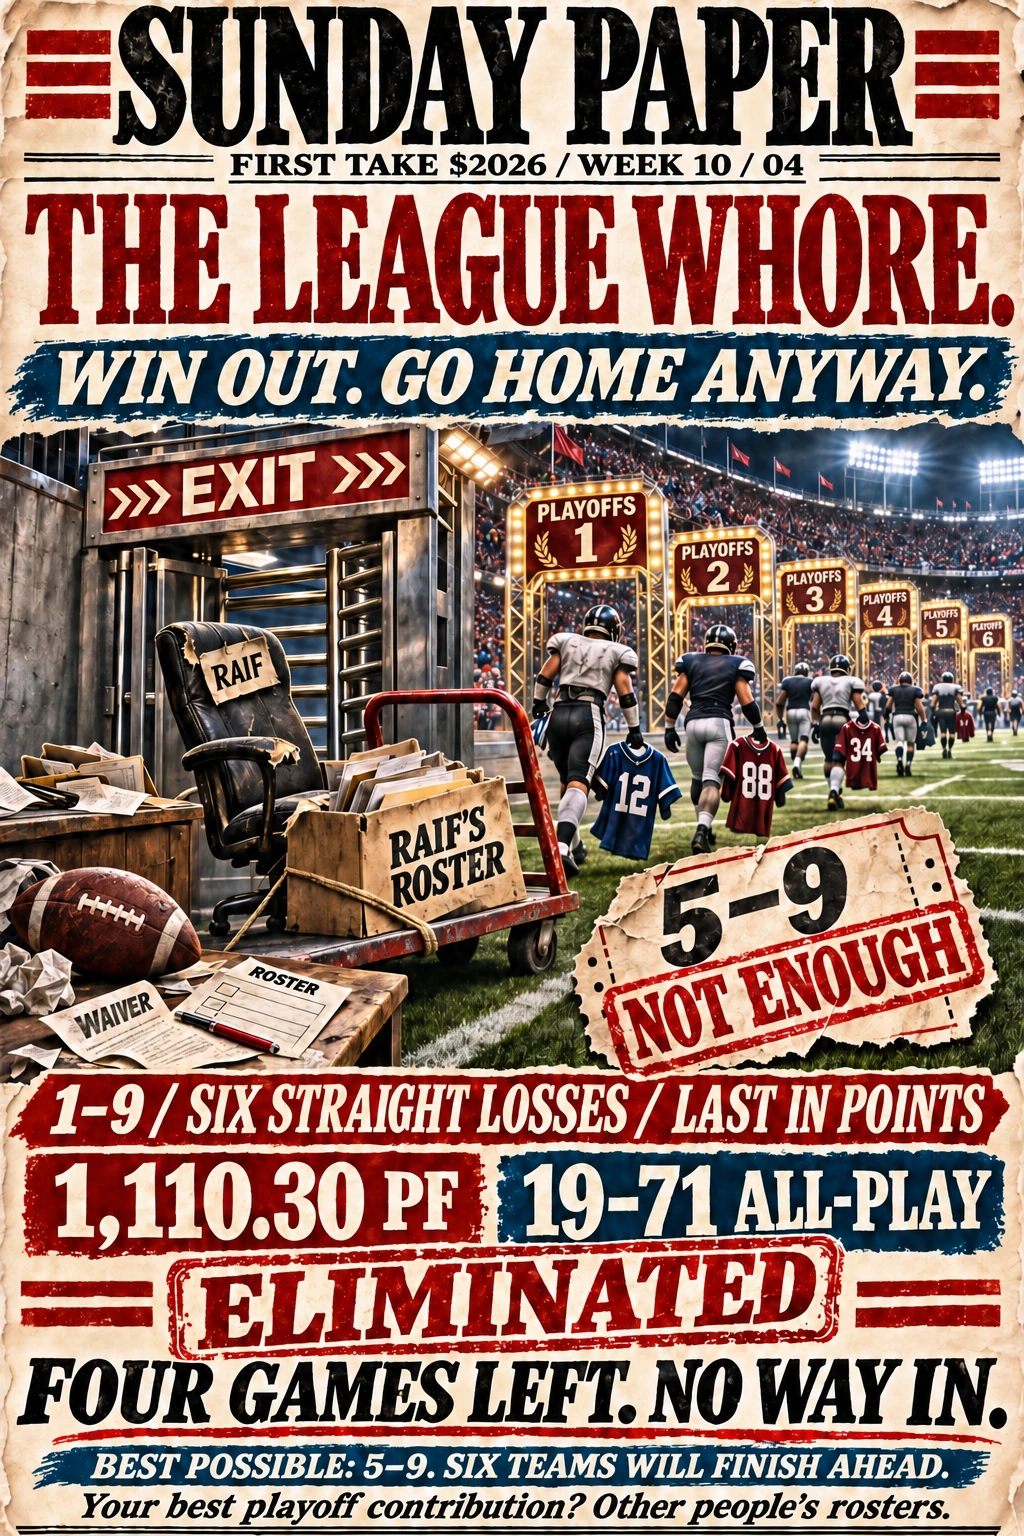 SUNDAY PAPER
FIRST TAKE $2026 / WEEK 10 / 04
THE LEAGUE WHORE.
WIN OUT. GO HOME ANYWAY.
>>> EXIT >>>
PLAYOFFS
1
PLAYOFFS
2
PLAYOFFS
3
PLAYOFFS
4
PLAYOFFS
5
PLAYOFFS
6
RAIF
RAIF'S
ROSTER
12
88
34
5–9
NOT ENOUGH
WAIVER
ROSTER
1–9 / SIX STRAIGHT LOSSES / LAST IN POINTS
1,110.30 PF
19–71 ALL-PLAY
ELIMINATED
FOUR GAMES LEFT. NO WAY IN.
BEST POSSIBLE: 5–9. SIX TEAMS WILL FINISH AHEAD.
Your best playoff contribution? Other people's rosters.